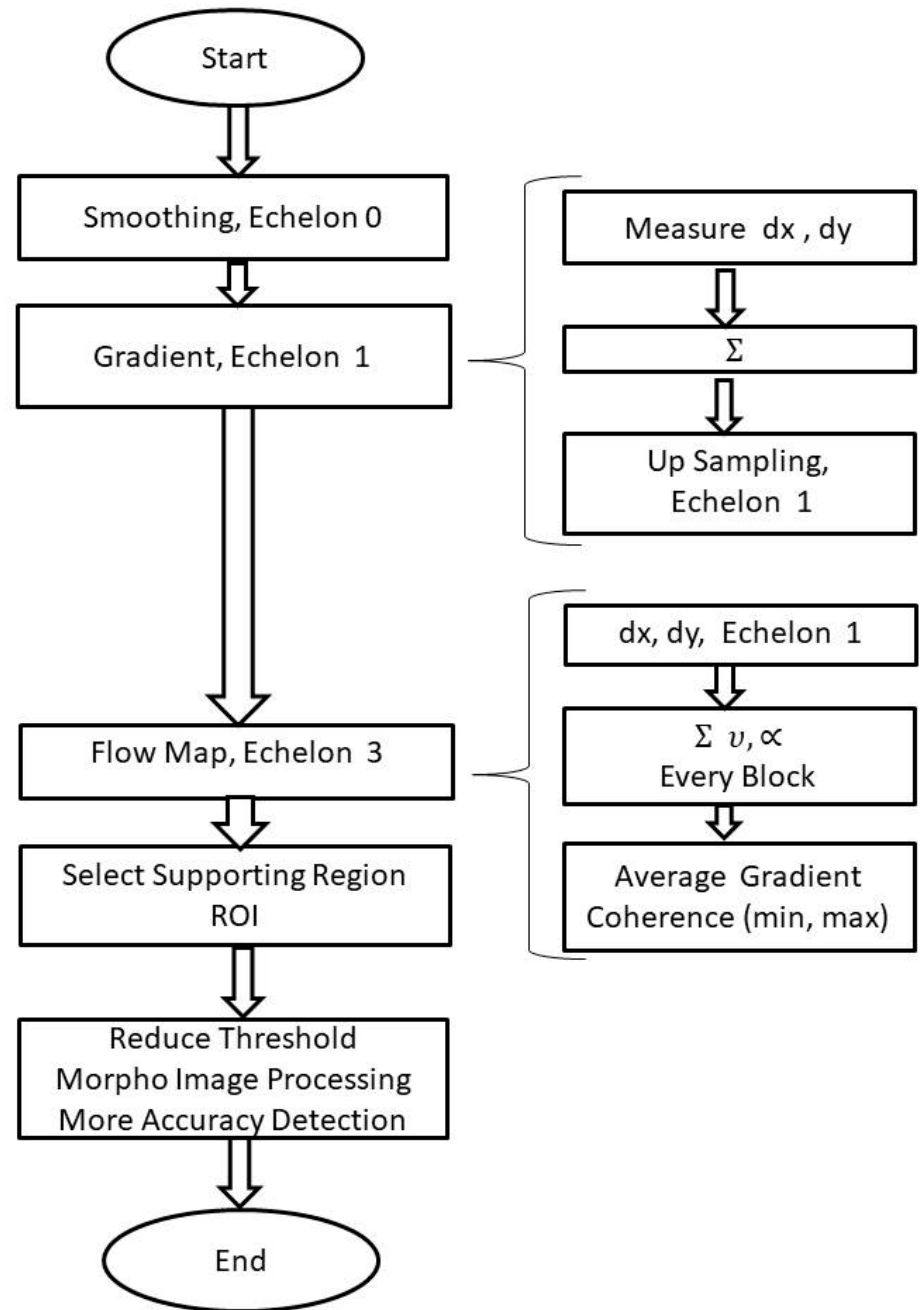 Start
Smoothing, Echelon 0
Gradient, Echelon 1
Measure dx , dy
Σ
Up Sampling,
Echelon 1
Flow Map, Echelon 3
dx, dy, Echelon 1
Σ υ, ∝
Every Block
Average Gradient
Coherence (min, max)
Select Supporting Region
ROI
Reduce Threshold
Morpho Image Processing
More Accuracy Detection
End